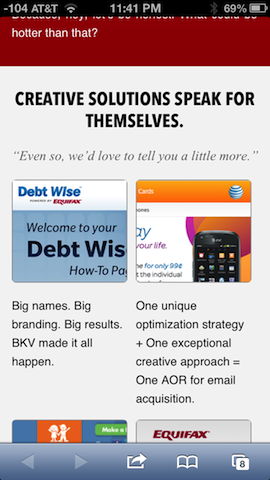 -104 AT&T 11:41 PM 69%
Because, hey, let's be honest. What could be
hotter than that?
CREATIVE SOLUTIONS SPEAK FOR
THEMSELVES.
“Even so, we’d love to tell you a little more.”
Debt Wise
POWERED BY EQUIFAX
Welcome to your
Debt Wis
How-To Pa
Cards
at&t
ones
ay
your life.
e for only 99¢
the individual
two
Big names. Big
branding. Big results.
BKV made it all
happen.
One unique
optimization strategy
+ One exceptional
creative approach =
One AOR for email
acquisition.
Make a
EQUIFAX
8